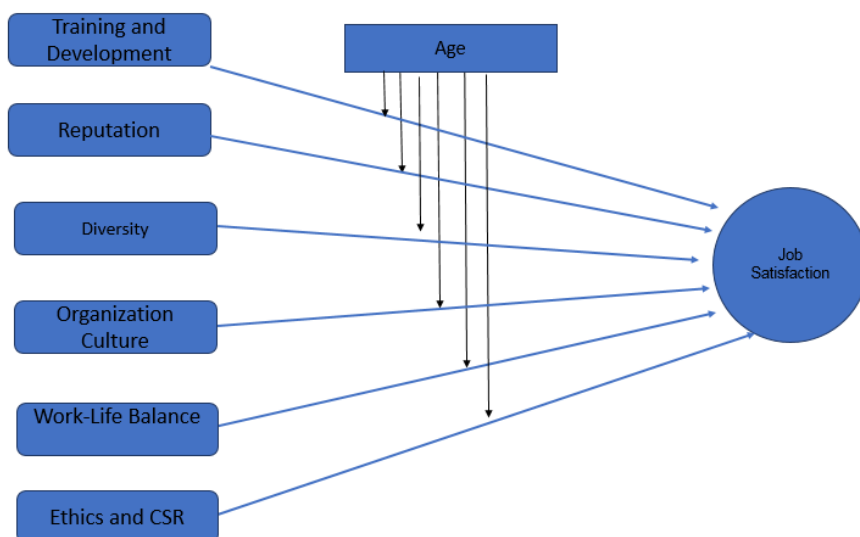 Training and
Development
Age
Reputation
Diversity
Job
Satisfaction
Organization
Culture
Work-Life Balance
Ethics and CSR